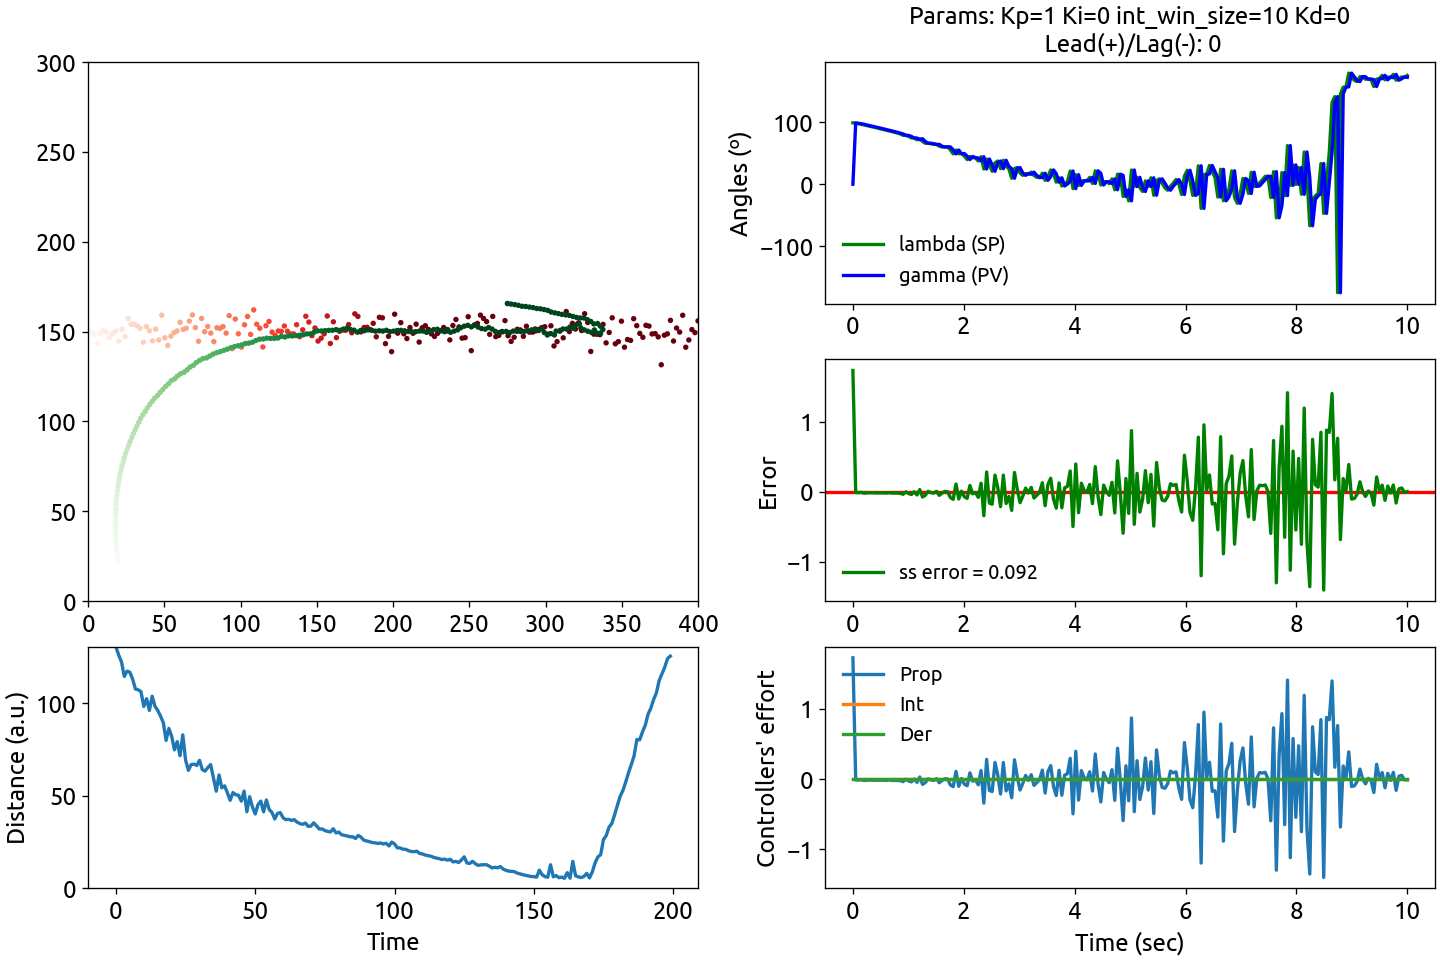 Params: Kp=1 Ki=0 int_win_size=10 Kd=0
Lead(+)/Lag(-): 0
300
250
200
150
100
50
0
0 50 100 150 200 250 300 350 400
Angles (º)
100
0
−100
lambda (SP)
gamma (PV)
0 2 4 6 8 10
Error
1
0
−1
ss error = 0.092
0 2 4 6 8 10
Distance (a.u.)
100
50
0
0 50 100 150 200
Time
Controllers' effort
1
0
−1
Prop
Int
Der
0 2 4 6 8 10
Time (sec)